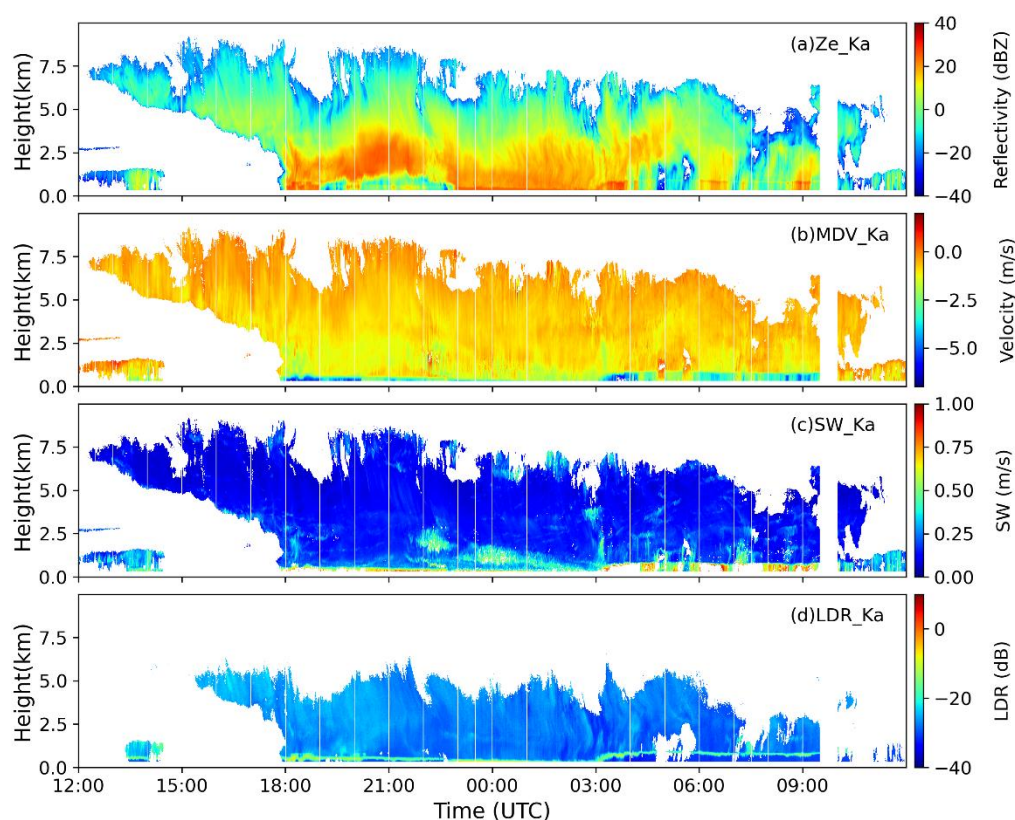 (a)Ze_Ka
Height(km)
7.5
5.0
2.5
0.0
40
20
0
−20
−40
Reflectivity (dBZ)
(b)MDV_Ka
Height(km)
7.5
5.0
2.5
0.0
0.0
−2.5
−5.0
Velocity (m/s)
(c)SW_Ka
Height(km)
7.5
5.0
2.5
0.0
1.00
0.75
0.50
0.25
0.00
SW (m/s)
(d)LDR_Ka
Height(km)
7.5
5.0
2.5
0.0
0
−20
−40
LDR (dB)
12:00 15:00 18:00 21:00 00:00 03:00 06:00 09:00
Time (UTC)